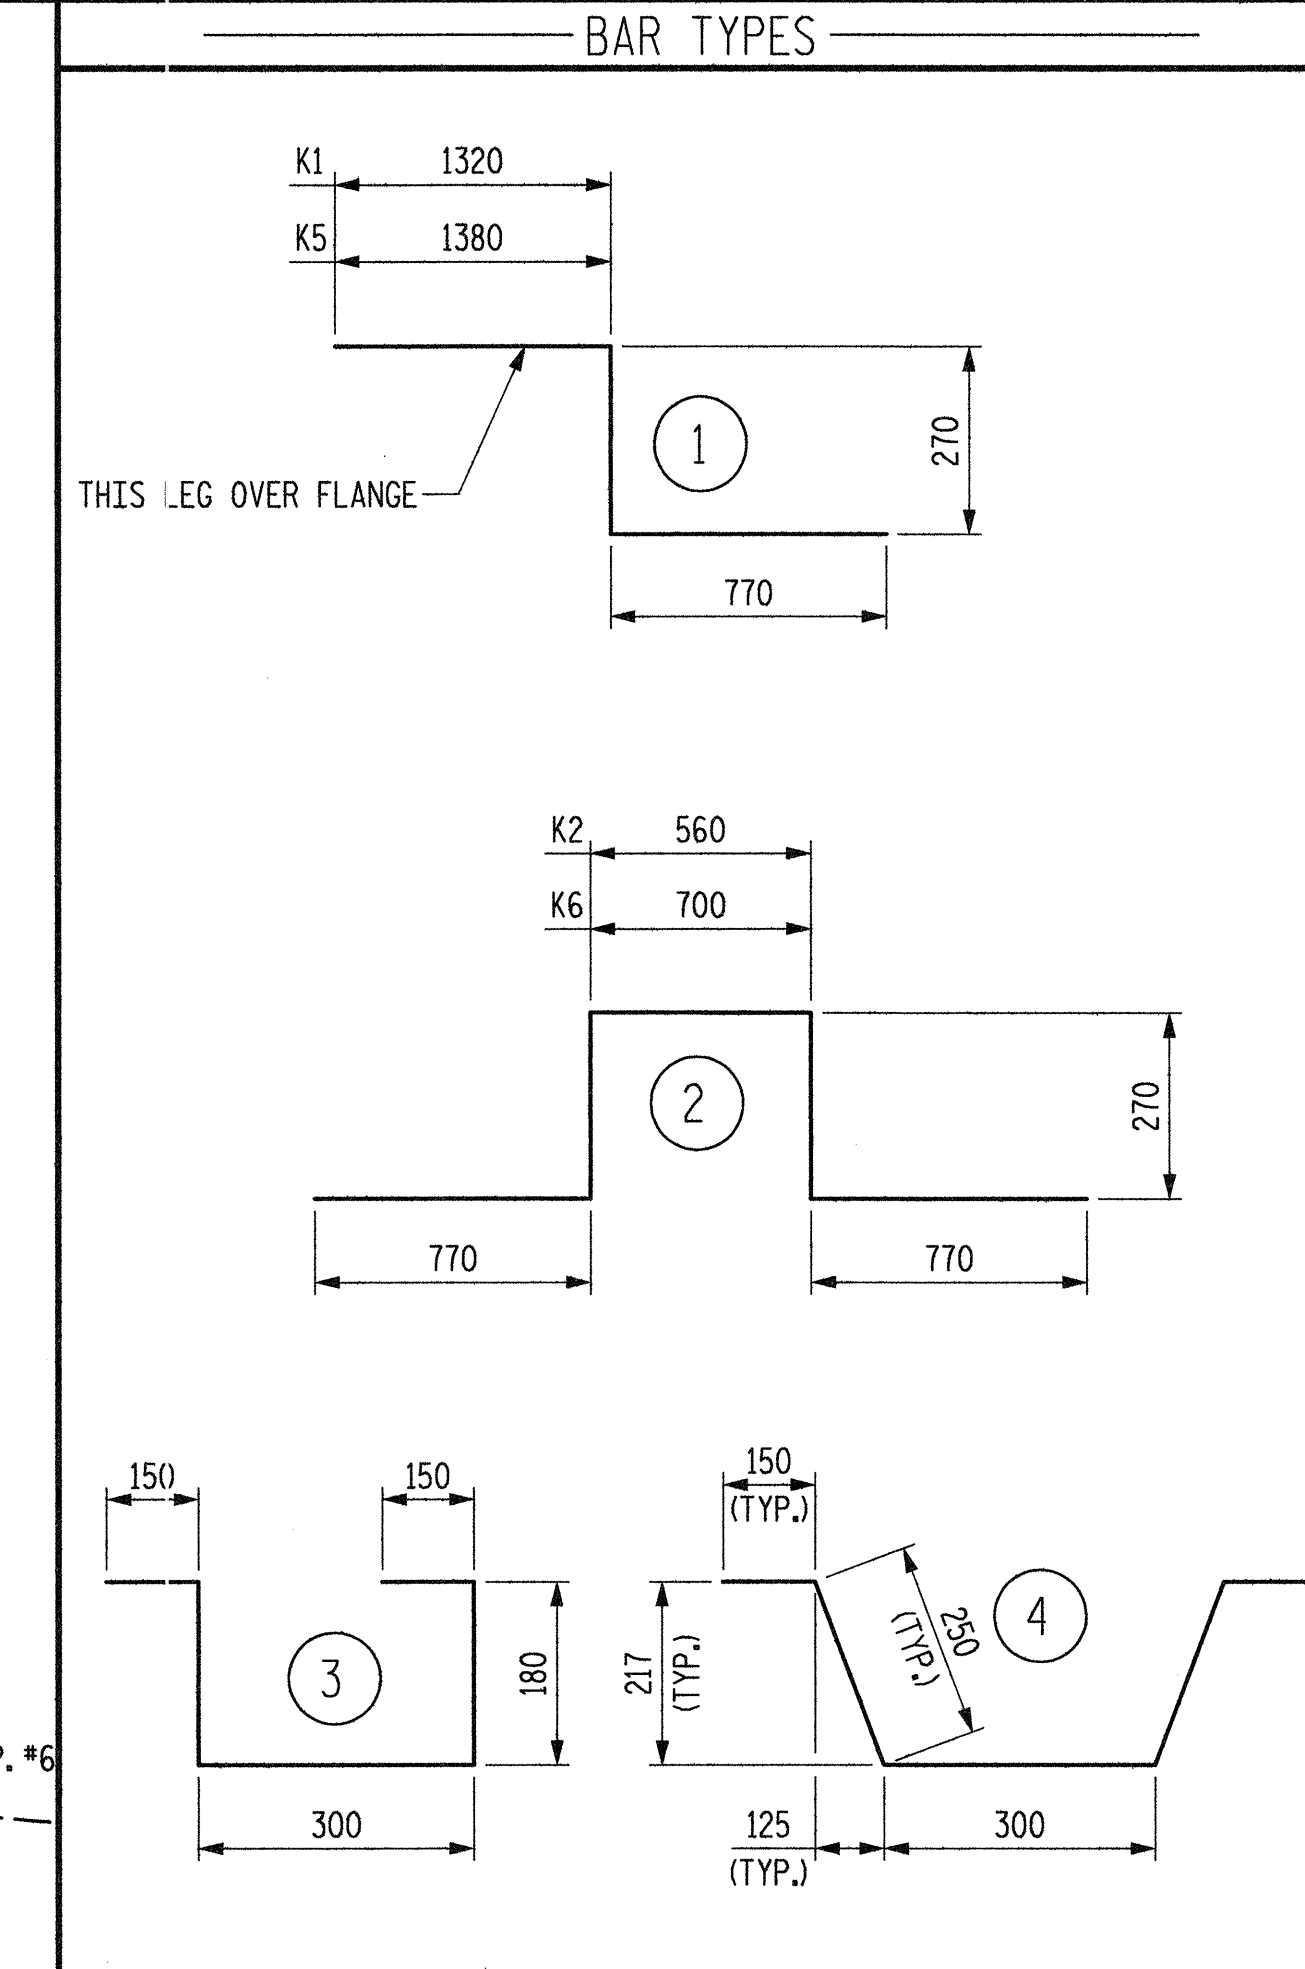 BAR TYPES
K1 1320
K5 1380
1
270
THIS LEG OVER FLANGE
770
K2 560
K6 700
2
270
770 770
150 150 150
(TYP.)
3 180 217
(TYP.) 250
(TYP.) 4
. #6
300 125
(TYP.) 300